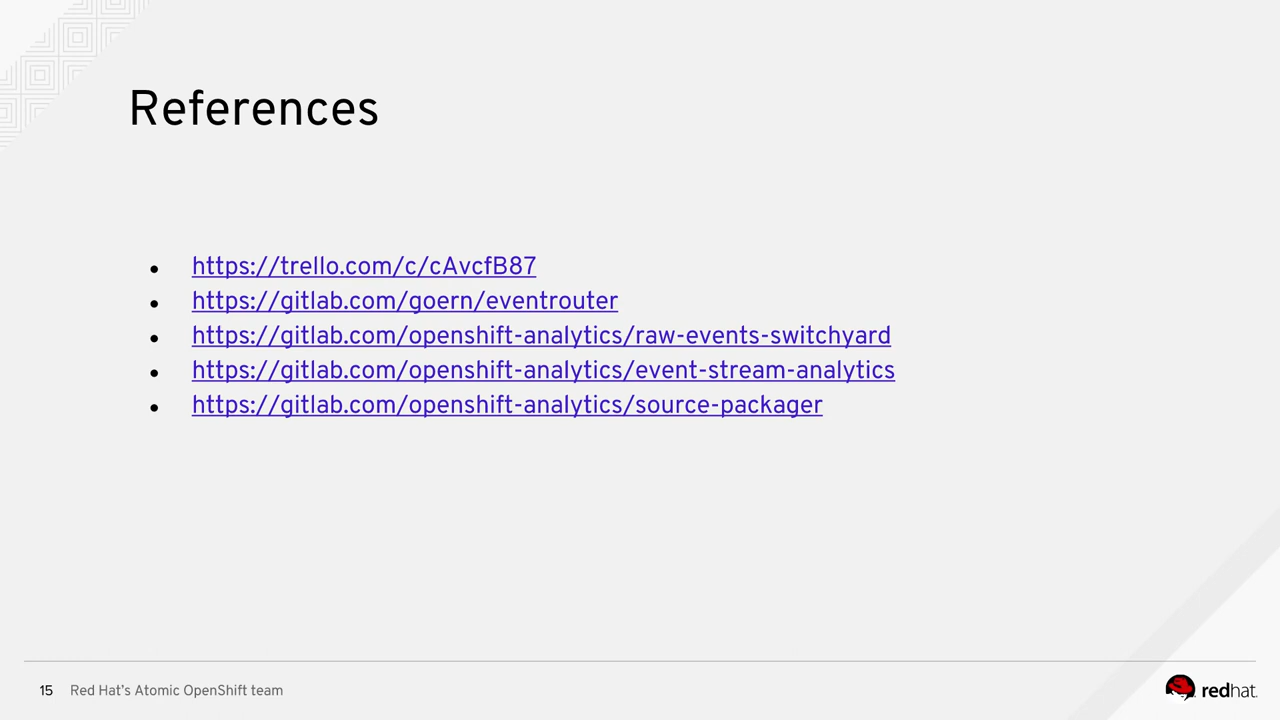 References
● https://trello.com/c/cAvcfB87
● https://gitlab.com/goern/eventrouter
● https://gitlab.com/openshift-analytics/raw-events-switchyard
● https://gitlab.com/openshift-analytics/event-stream-analytics
● https://gitlab.com/openshift-analytics/source-packager
15 Red Hat's Atomic OpenShift team
redhat.